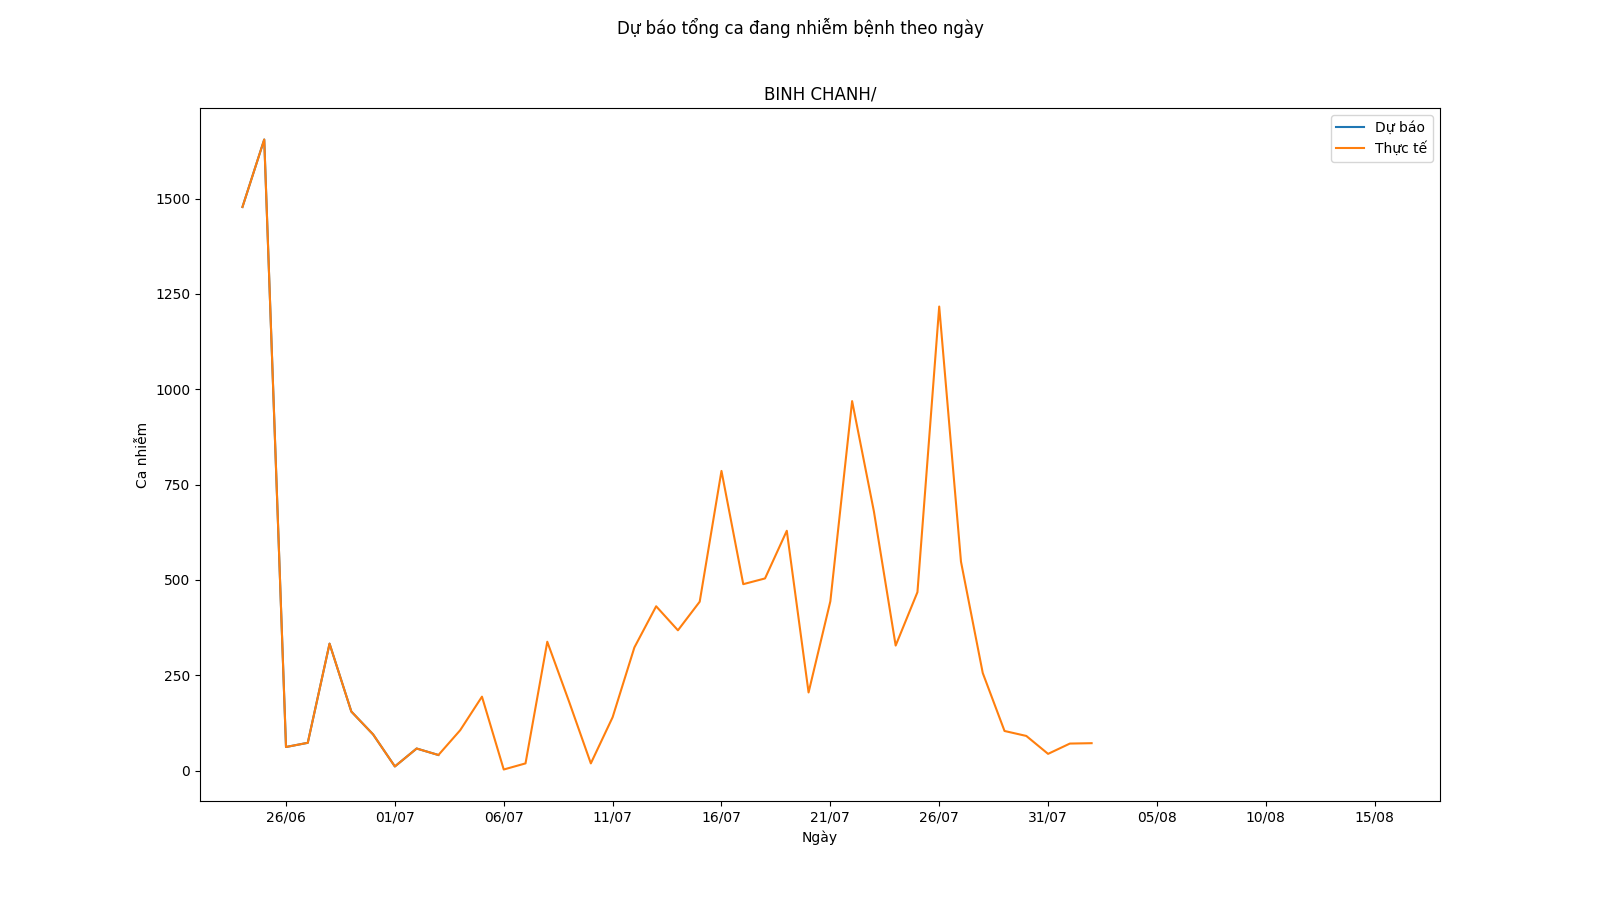 Dự báo tổng ca đang nhiễm bệnh theo ngày
BINH CHANH/
Dự báo
Thực tế
1500
1250
1000
750
500
250
0
Ca nhiễm
26/06 01/07 06/07 11/07 16/07 21/07 26/07 31/07 05/08 10/08 15/08
Ngày